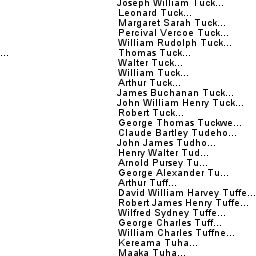 Joseph William Tuck...
Leonard Tuck...
Margaret Sarah Tuck...
Percival Vercoe Tuck...
William Rudolph Tuck...
...
Thomas Tuck...
Walter Tuck...
William Tuck...
Arthur Tuck...
James Buchanan Tuck...
John William Henry Tuck...
Robert Tuck...
George Thomas Tuckwe...
Claude Bartley Tudeho...
John James Tudho...
Henry Walter Tud...
Arnold Pursey Tu...
George Alexander Tu...
Arthur Tuff...
David William Harvey Tuffe...
Robert James Henry Tuffe...
Wilfred Sydney Tuffe...
George Charles Tuff...
William Charles Tuffne...
Kereama Tuha...
Maaka Tuha...